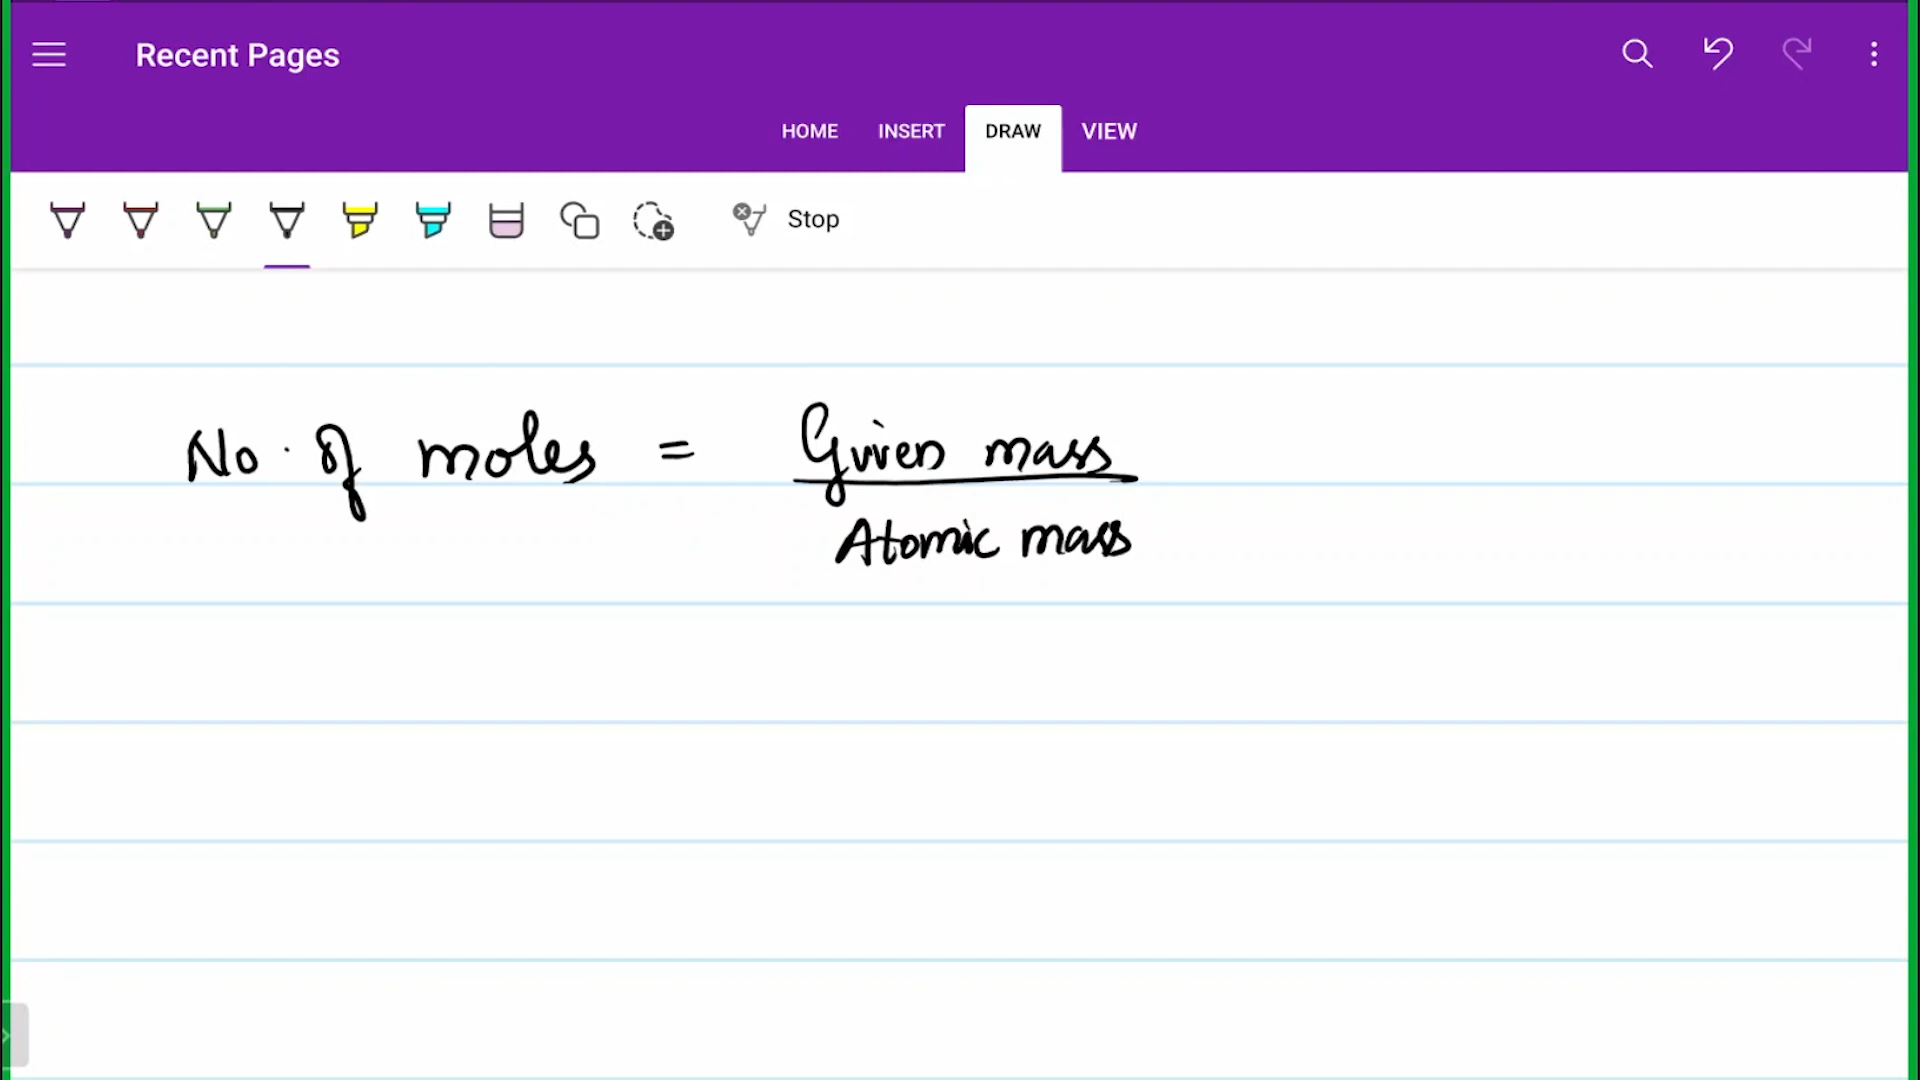 Recent Pages
HOME INSERT DRAW VIEW
Stop
No. of moles = Given mass
Atomic mass